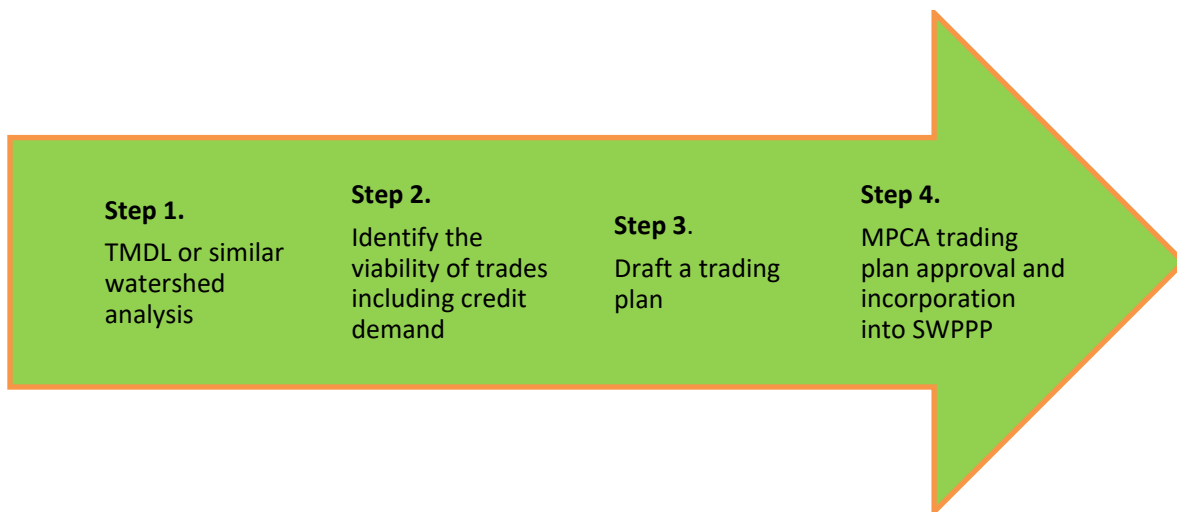 Step 1.
TMDL or similar
watershed
analysis
Step 2.
Identify the
viability of trades
including credit
demand
Step 3.
Draft a trading
plan
Step 4.
MPCA trading
plan approval and
incorporation
into SWPPP